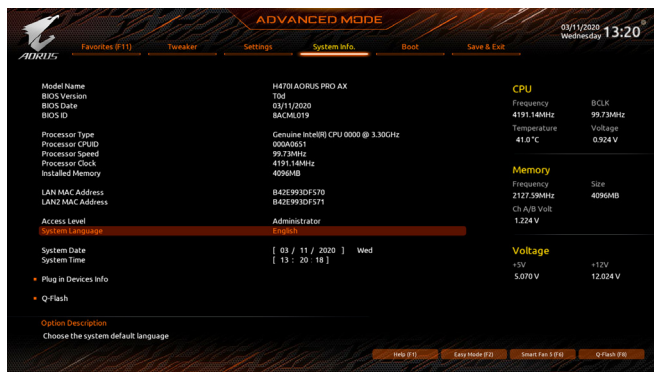 ADVANCED MODE
03/11/2020
Wednesday 13:20
AORUS
Favorites (F11) Tweaker Settings System Info. Boot Save & Exit
Model Name H470I AORUS PRO AX
BIOS Version T0d
BIOS Date 03/11/2020
BIOS ID 8ACML019
Processor Type Genuine Intel(R) CPU 0000 @ 3.30GHz
Processor CPUID 000A0651
Processor Speed 99.73MHz
Processor Clock 4191.14MHz
Installed Memory 4096MB
LAN MAC Address B42E993DF570
LAN2 MAC Address B42E993DF571
Access Level Administrator
System Language English
System Date [ 03 / 11 / 2020 ] Wed
System Time [ 13 : 20 : 18 ]
Plug in Devices Info
Q-Flash
Option Description
Choose the system default language
CPU
Frequency BCLK
4191.14MHz 99.73MHz
Temperature Voltage
41.0 °C 0.924 V
Memory
Frequency Size
2127.59MHz 4096MB
Ch A/B Volt
1.224 V
Voltage
+5V +12V
5.070 V 12.024 V
Help (F1) Easy Mode (F2) Smart Fan 5 (F6) Q-Flash (F8)